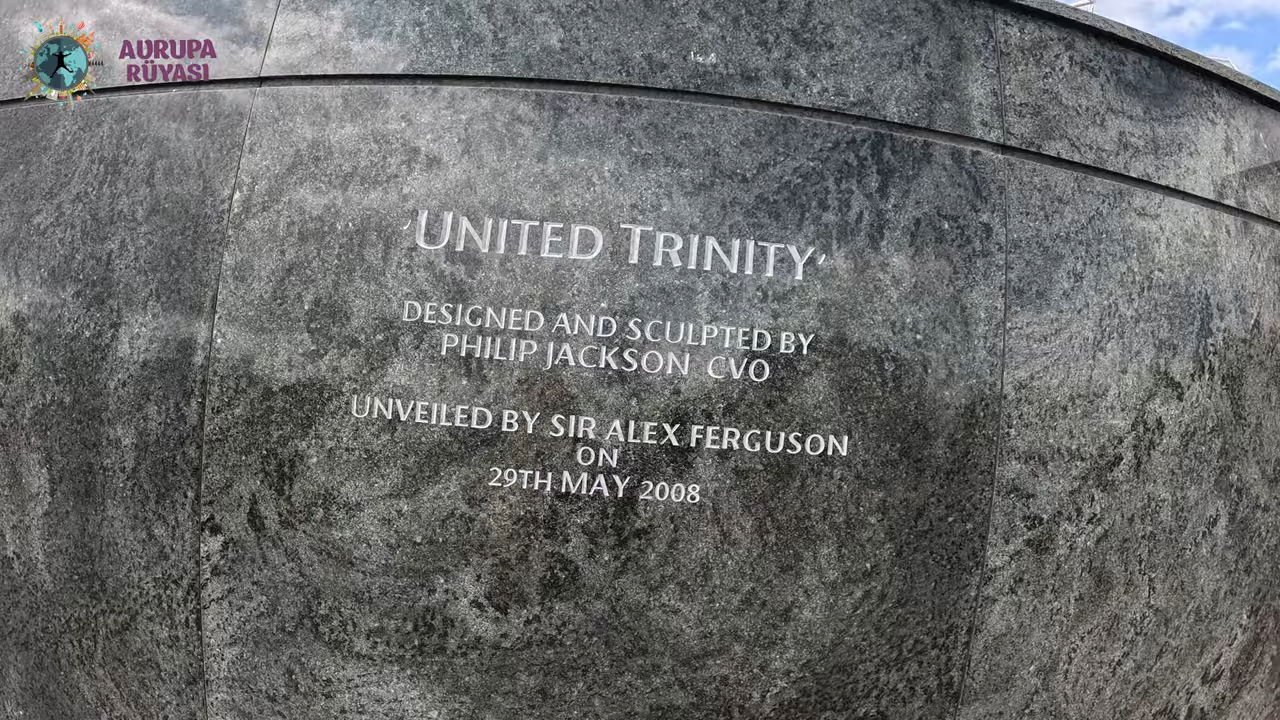 AURUPA
RÜYASI
'UNITED TRINITY'
DESIGNED AND SCULPTED BY
PHILIP JACKSON CVO
UNVEILED BY SIR ALEX FERGUSON
ON
29TH MAY 2008